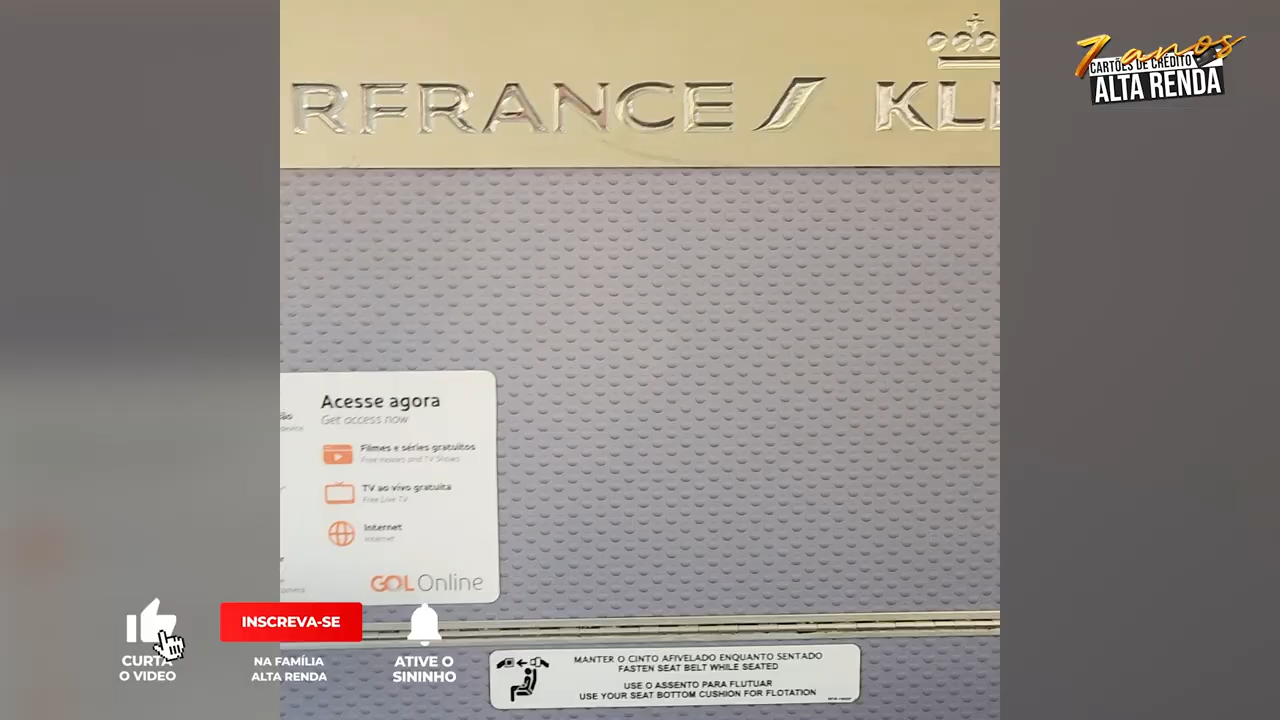 7 anos
CARTÕES DE CRÉDITO
ALTA RENDA
RFRANCE KL
Acesse agora
Get access now
Filmes e séries gratuitos
Free movies and TV Shows
TV ao vivo gratuita
Free Live TV
Internet
Internet
GOL Online
INSCREVA-SE
CURTA
O VIDEO
NA FAMÍLIA
ALTA RENDA
ATIVE O
SININHO
MANTER O CINTO AFIVELADO ENQUANTO SENTADO
FASTEN SEAT BELT WHILE SEATED
USE O ASSENTO PARA FLUTUAR
USE YOUR SEAT BOTTOM CUSHION FOR FLOTATION